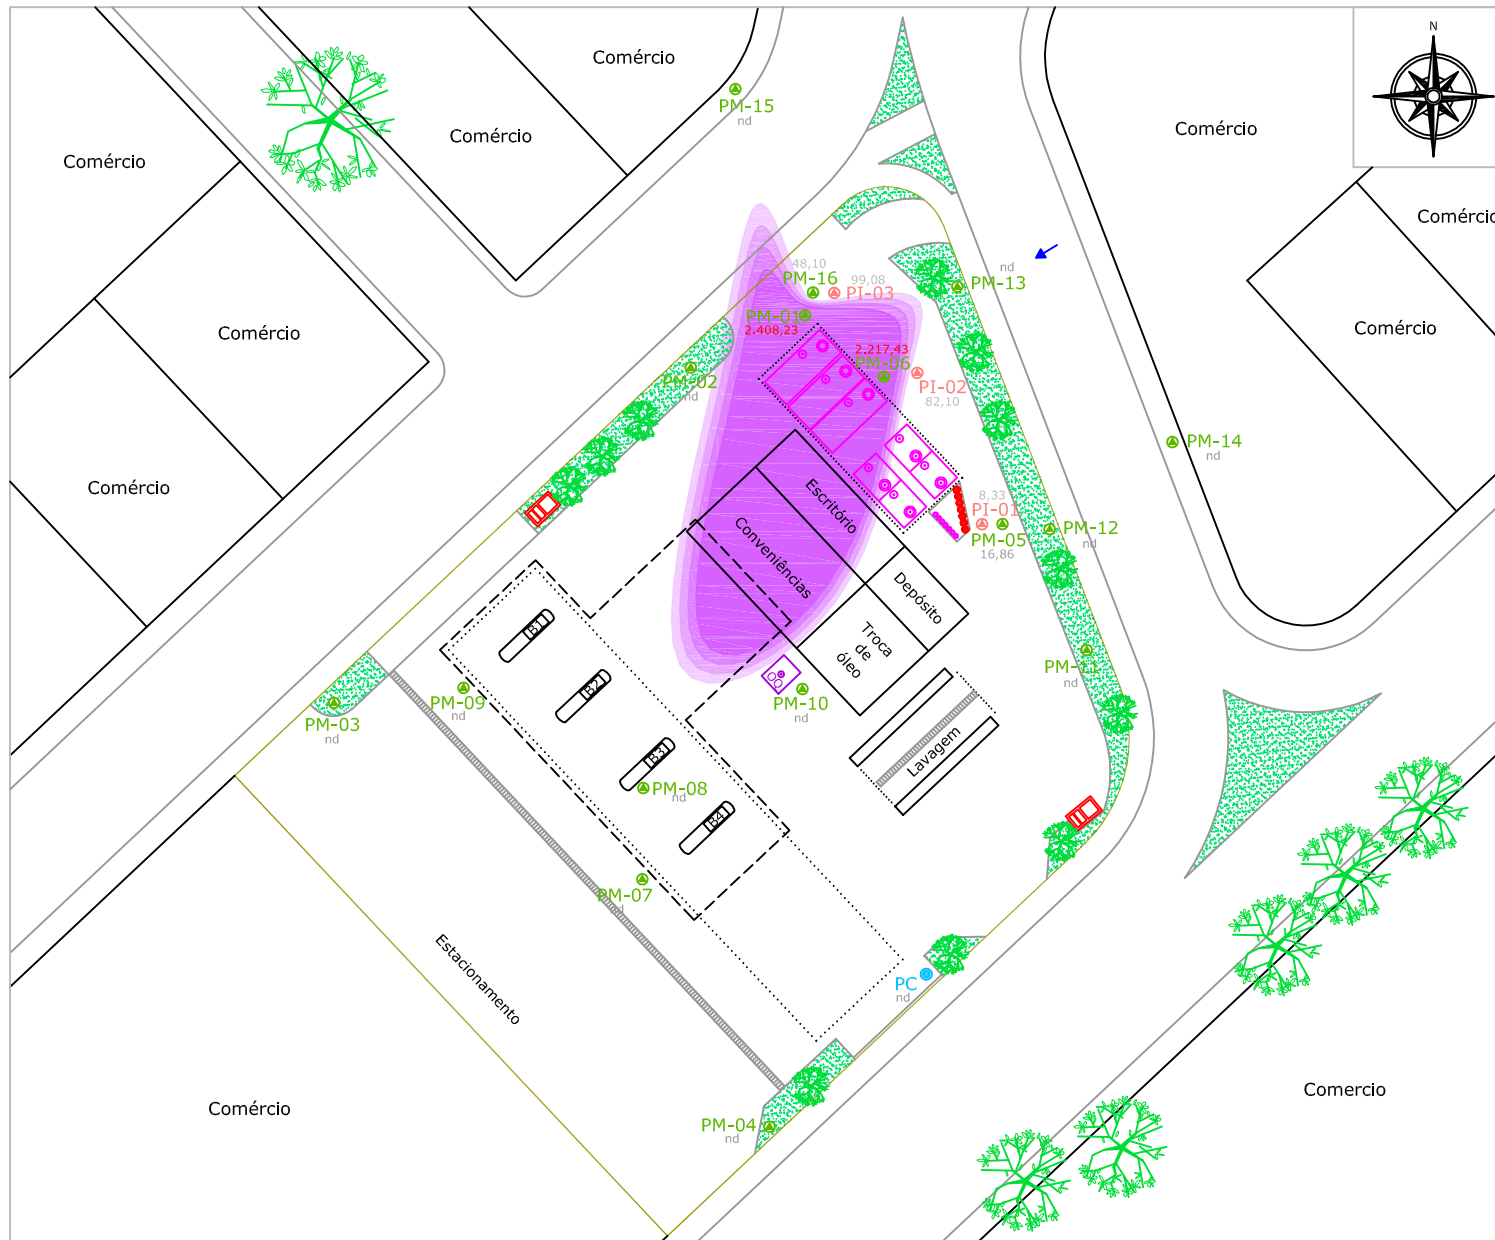 N
Comércio
PM-15
nd
Comércio
Comércio
Comércio
Comércio
48,10
PM-16
99,08
PI-03
nd
PM-13
PM-01
2.408,23
Comércio
Comércio
2.217,43
PM-06
PM-02
nd
PI-02
82,10
PM-14
nd
Comércio
Escritório
Conveniências
8,33
PI-01
PM-05
16,86
PM-12
nd
Depósito
Troca
de
óleo
B1
B2
B3
B4
OQ
PM-11
nd
PM-09
nd
PM-10
nd
PM-03
nd
Lavagem
PM-08
nd
PM-07
nd
Estacionamento
PC
nd
Comércio
PM-04
nd
Comercio